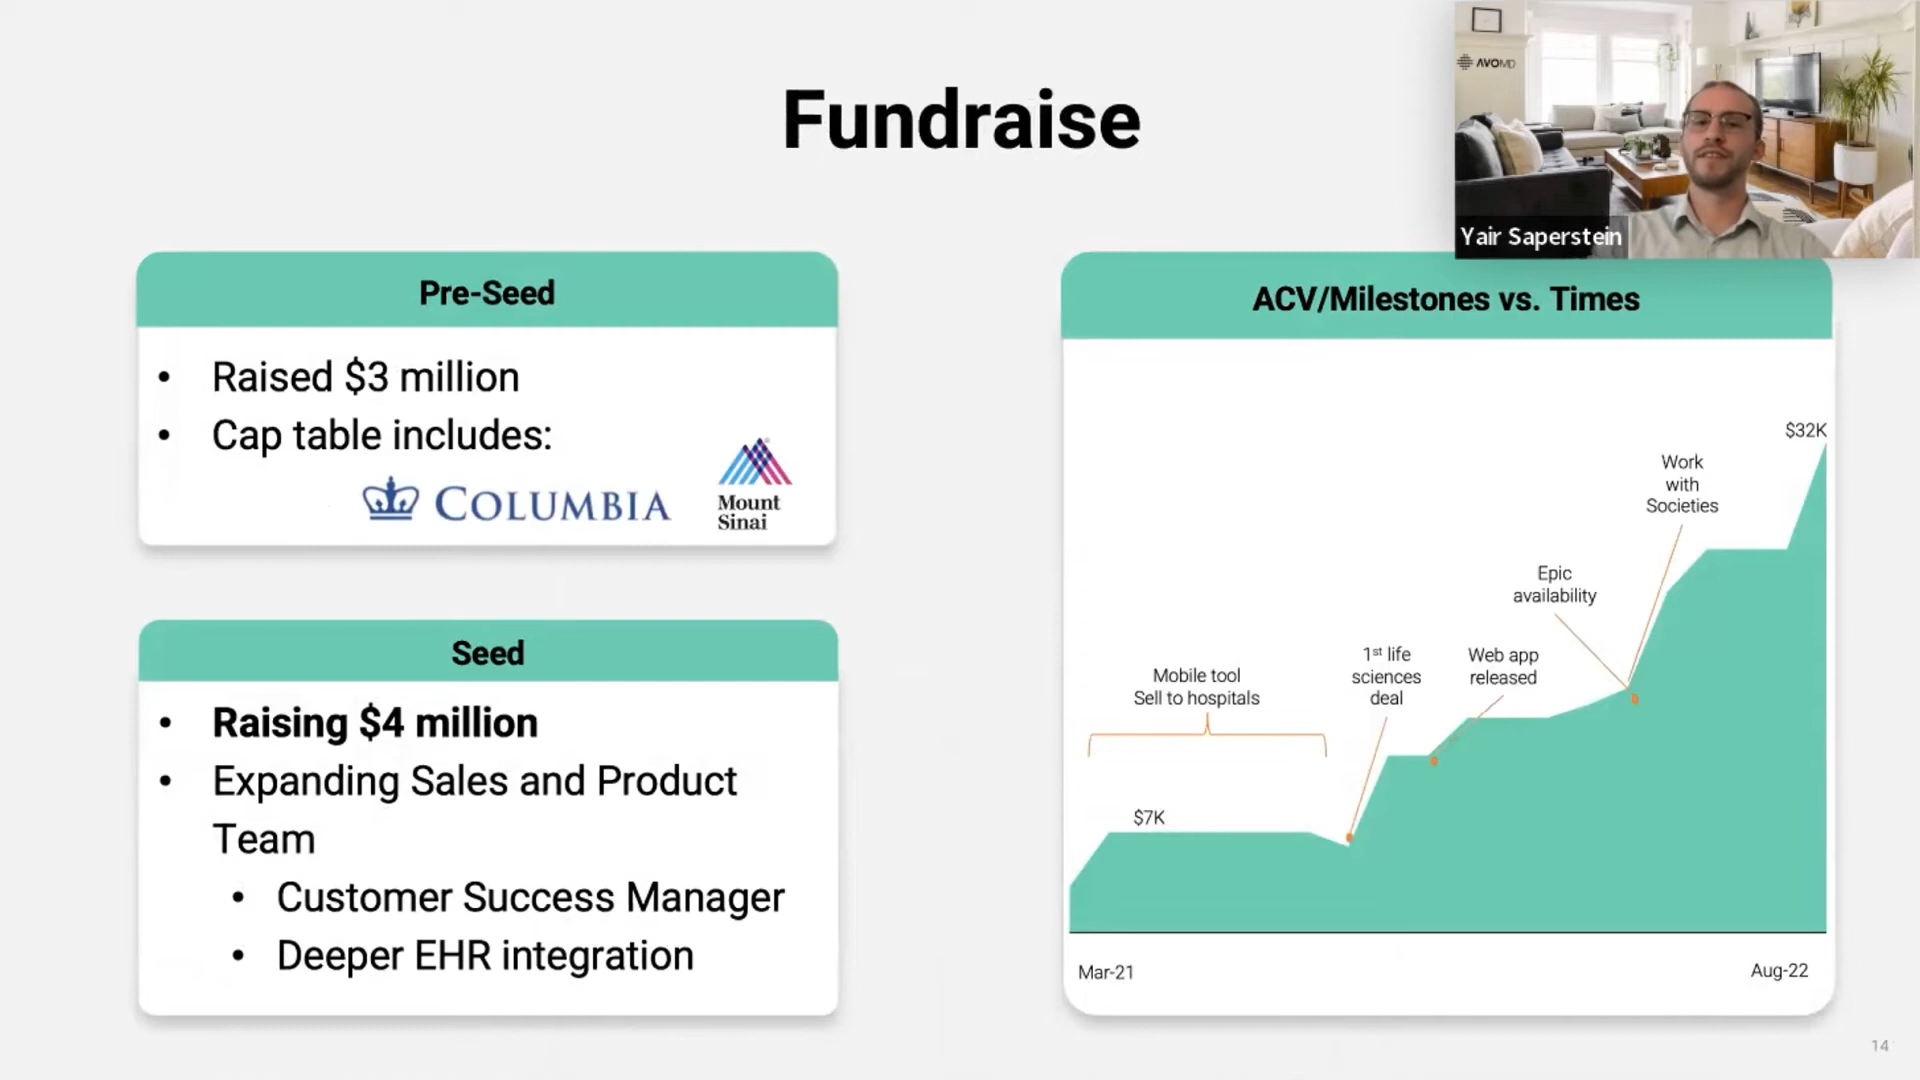 Fundraise
AVOMD
Yair Saperstein
Pre-Seed
• Raised $3 million
• Cap table includes:
COLUMBIA
Mount
Sinai
Seed
• Raising $4 million
• Expanding Sales and Product
Team
• Customer Success Manager
• Deeper EHR integration
ACV/Milestones vs. Times
$32K
Work
with
Societies
Epic
availability
1st life
sciences
deal
Web app
released
Mobile tool
Sell to hospitals
$7K
Mar-21
Aug-22
14